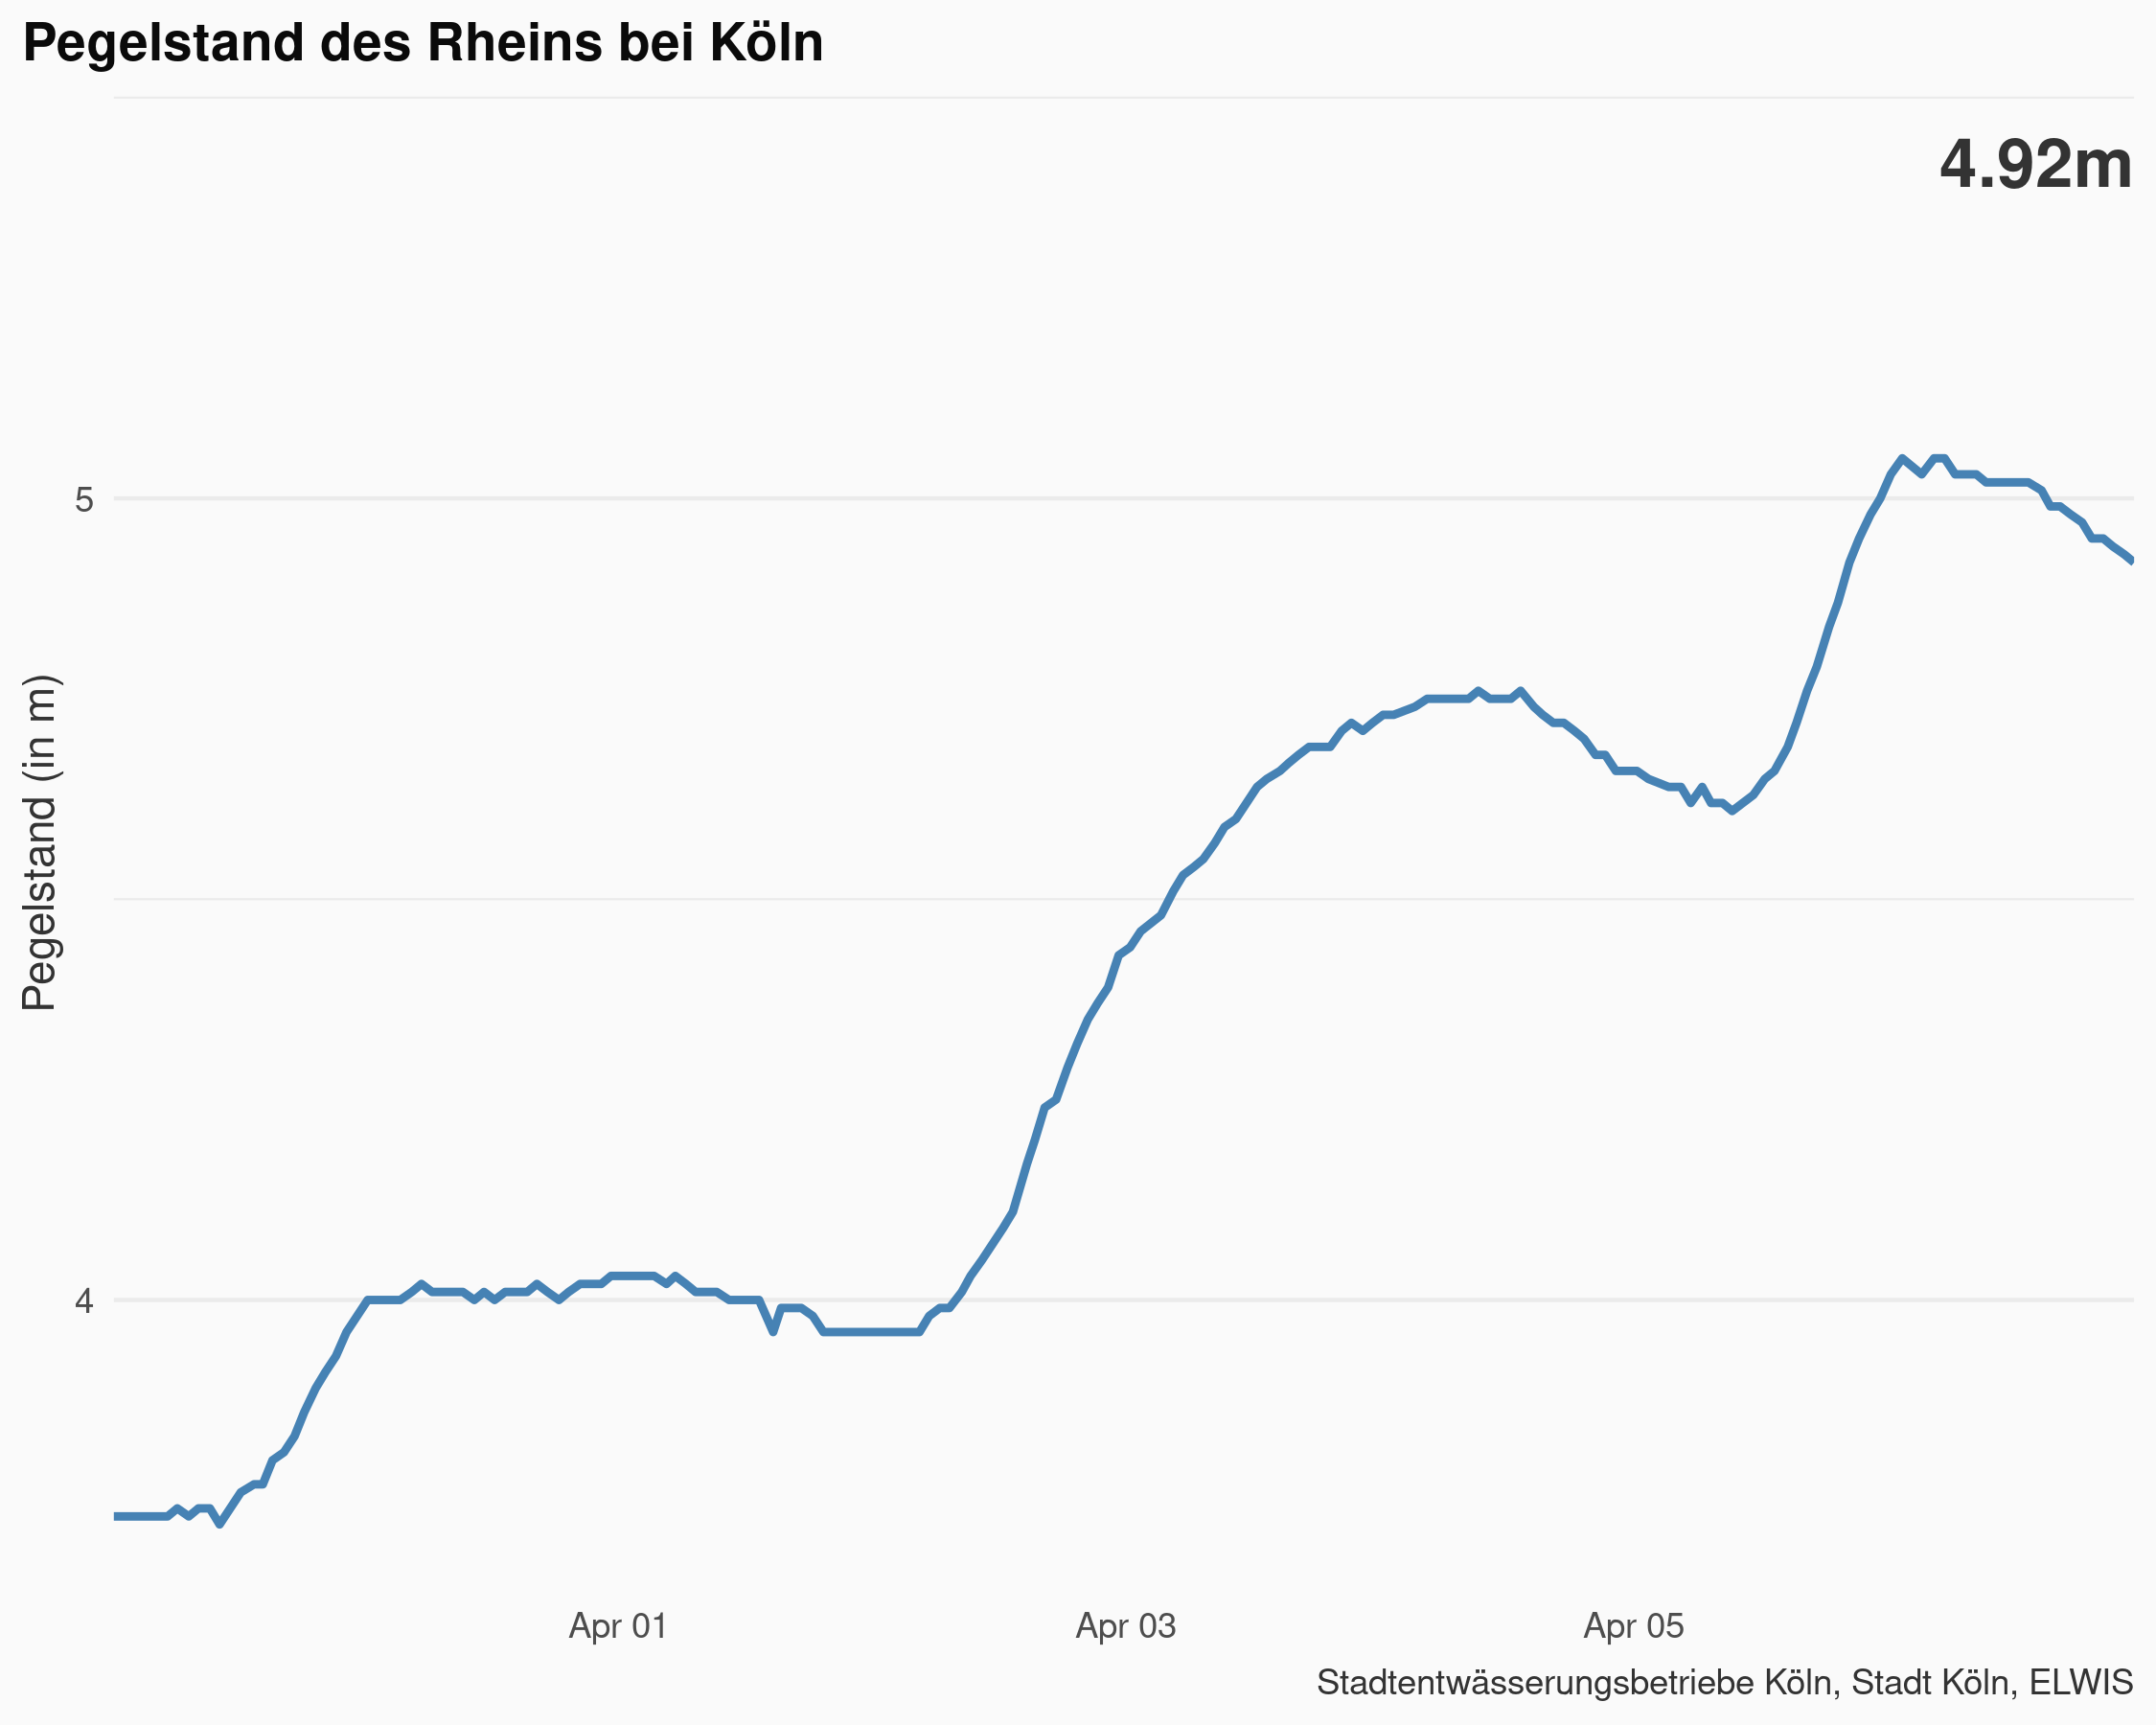 Pegelstand des Rheins bei Köln
4.92m
5
Pegelstand (in m)
4
Apr 01
Apr 03
Apr 05
Stadtentwässerungsbetriebe Köln, Stadt Köln, ELWIS